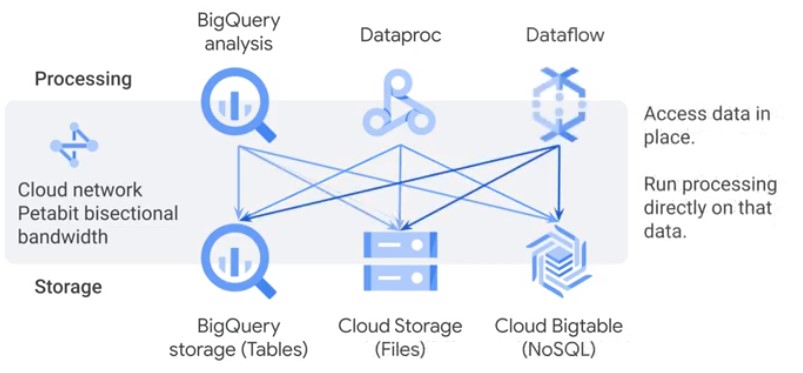 BigQuery
analysis
Dataproc
Dataflow
Processing
Cloud network
Petabit bisectional
bandwidth
Access data in
place.
Run processing
directly on that
data.
Storage
BigQuery
storage (Tables)
Cloud Storage
(Files)
Cloud Bigtable
(NoSQL)